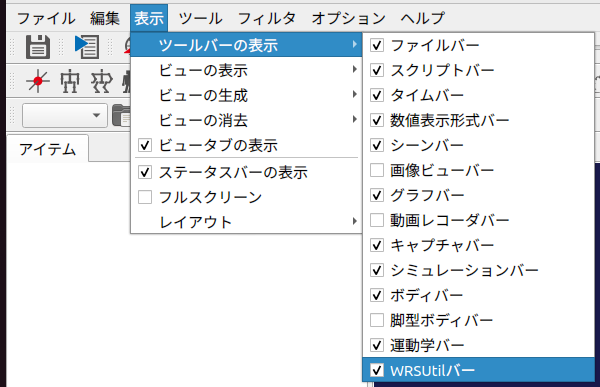 ファイル 編集 表示 ツール フィルタ オプション ヘルプ
ツールバーの表示
ビューの表示
ビューの生成
ビューの消去
ビュータブの表示
ステータスバーの表示
フルスクリーン
レイアウト
ファイルバー
スクリプトバー
タイムバー
数値表示形式バー
シーンバー
画像ビューバー
グラフバー
動画レコーダバー
キャプチャバー
シミュレーションバー
ボディバー
脚型ボディバー
運動学バー
WRSUtilバー
アイテム